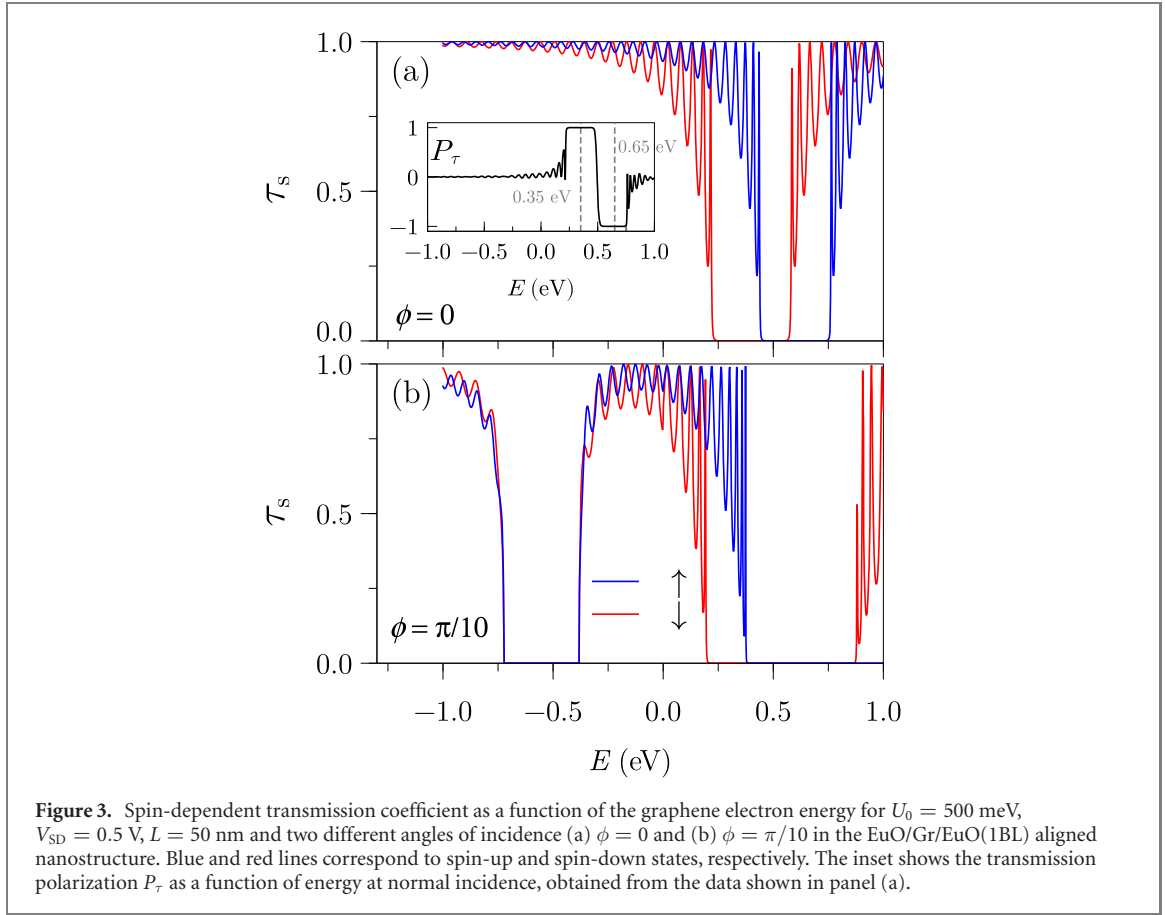 1.0
(a)
1
P_τ
0.65 eV
0
0.35 eV
−1
−1.0 −0.5 0.0 0.5 1.0
E (eV)
0.5
𝒯_s
ϕ = 0
0.0
1.0
(b)
0.5
𝒯_s
↑
↓
ϕ = π/10
0.0
−1.0 −0.5 0.0 0.5 1.0
E (eV)
Figure 3. Spin-dependent transmission coefficient as a function of the graphene electron energy for U₀ = 500 meV,
V_SD = 0.5 V, L = 50 nm and two different angles of incidence (a) ϕ = 0 and (b) ϕ = π/10 in the EuO/Gr/EuO(1BL) aligned
nanostructure. Blue and red lines correspond to spin-up and spin-down states, respectively. The inset shows the transmission
polarization P_τ as a function of energy at normal incidence, obtained from the data shown in panel (a).